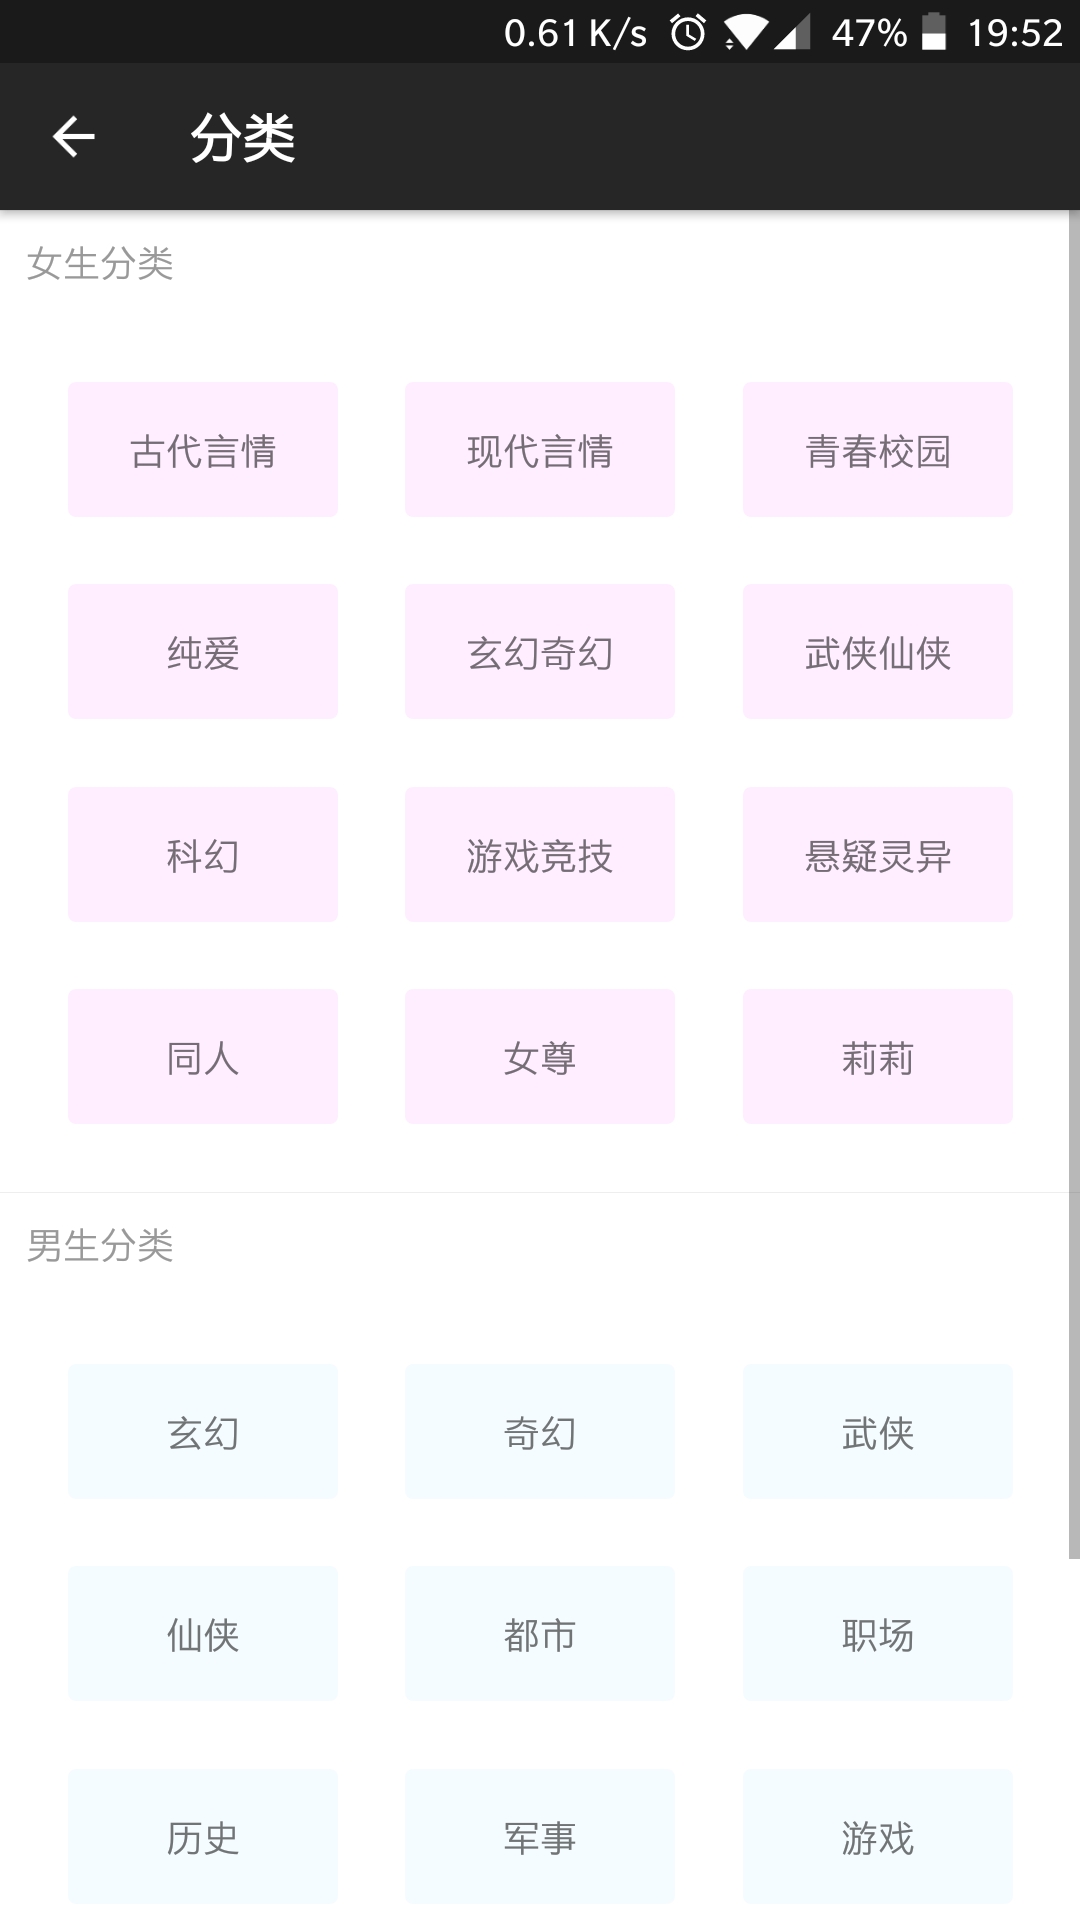 0.61 K/s 47% 19:52
分类
女生分类
古代言情 现代言情 青春校园
纯爱 玄幻奇幻 武侠仙侠
科幻 游戏竞技 悬疑灵异
同人 女尊 莉莉
男生分类
玄幻 奇幻 武侠
仙侠 都市 职场
历史 军事 游戏